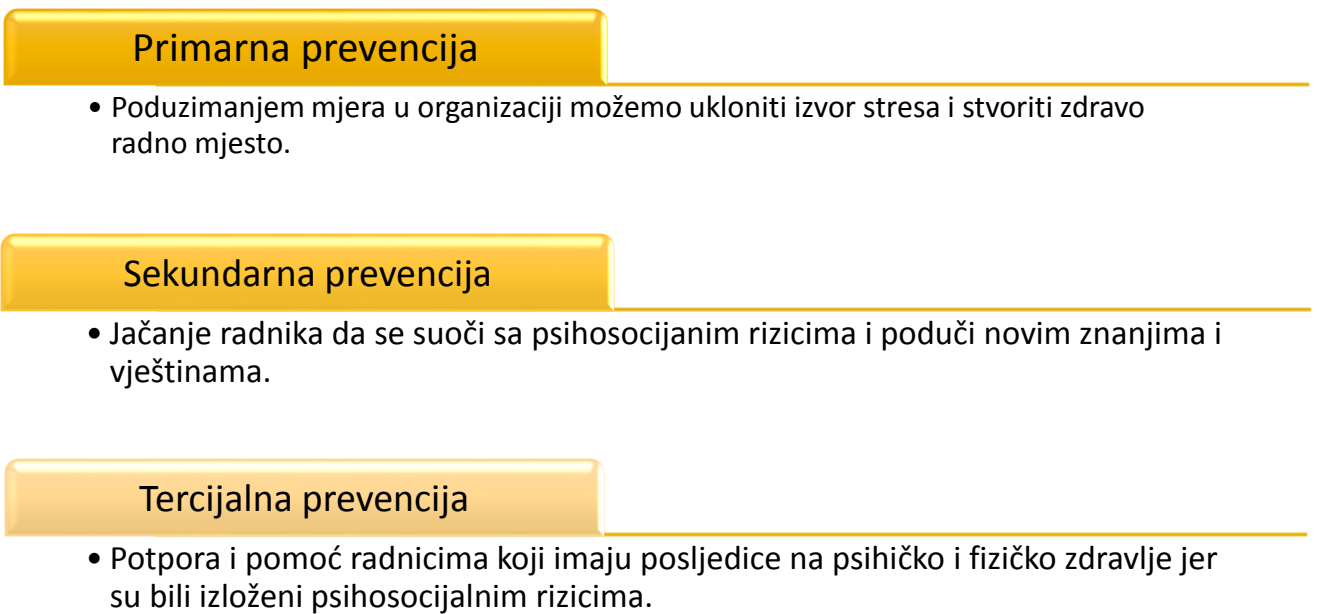 Primarna prevencija
• Poduzimanjem mjera u organizaciji možemo ukloniti izvor stresa i stvoriti zdravo
radno mjesto.
Sekundarna prevencija
• Jačanje radnika da se suoči sa psihosocijanim rizicima i poduči novim znanjima i
vještinama.
Tercijalna prevencija
• Potpora i pomoć radnicima koji imaju posljedice na psihičko i fizičko zdravlje jer
su bili izloženi psihosocijalnim rizicima.